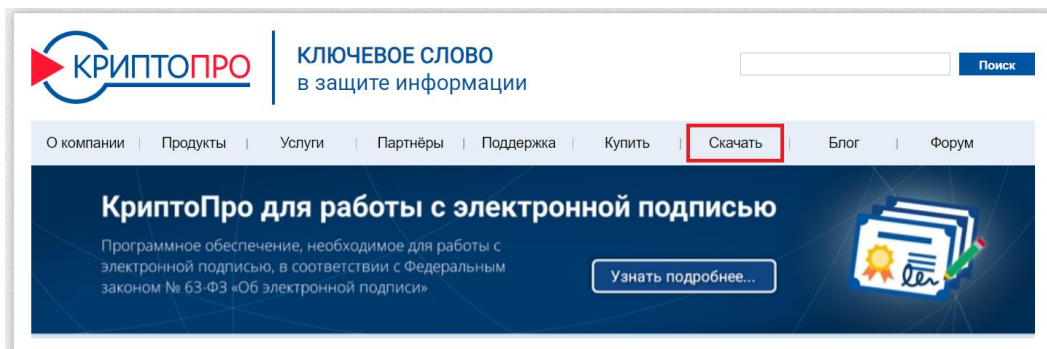 КРИПТОПРО
КЛЮЧЕВОЕ СЛОВО
в защите информации
Поиск
О компании | Продукты | Услуги | Партнёры | Поддержка | Купить | Скачать | Блог | Форум
КриптоПро для работы с электронной подписью
Программное обеспечение, необходимое для работы с
электронной подписью, в соответствии с Федеральным
законом № 63-ФЗ «Об электронной подписи»
Узнать подробнее...